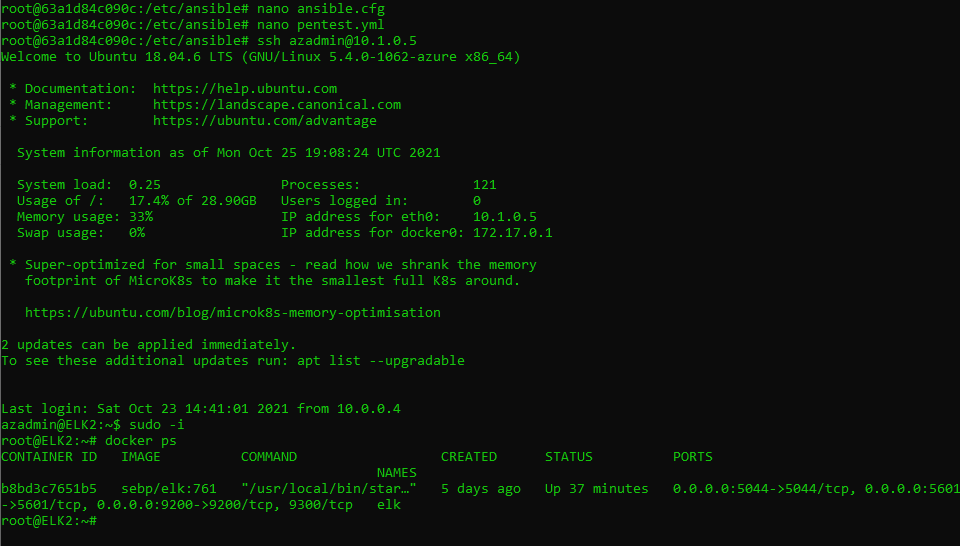 root@63a1d84c090c:/etc/ansible# nano ansible.cfg
root@63a1d84c090c:/etc/ansible# nano pentest.yml
root@63a1d84c090c:/etc/ansible# ssh azadmin@10.1.0.5
Welcome to Ubuntu 18.04.6 LTS (GNU/Linux 5.4.0-1062-azure x86_64)

 * Documentation:  https://help.ubuntu.com
 * Management:     https://landscape.canonical.com
 * Support:        https://ubuntu.com/advantage

  System information as of Mon Oct 25 19:08:24 UTC 2021

  System load:  0.25               Processes:              121
  Usage of /:   17.4% of 28.90GB   Users logged in:        0
  Memory usage: 33%                IP address for eth0:    10.1.0.5
  Swap usage:   0%                 IP address for docker0: 172.17.0.1

 * Super-optimized for small spaces - read how we shrank the memory
   footprint of MicroK8s to make it the smallest full K8s around.

   https://ubuntu.com/blog/microk8s-memory-optimisation

2 updates can be applied immediately.
To see these additional updates run: apt list --upgradable


Last login: Sat Oct 23 14:41:01 2021 from 10.0.0.4
azadmin@ELK2:~$ sudo -i
root@ELK2:~# docker ps
CONTAINER ID   IMAGE          COMMAND                  CREATED      STATUS          PORTS
                                               NAMES
b8bd3c7651b5   sebp/elk:761   "/usr/local/bin/star…"   5 days ago   Up 37 minutes   0.0.0.0:5044->5044/tcp, 0.0.0.0:5601
->5601/tcp, 0.0.0.0:9200->9200/tcp, 9300/tcp   elk
root@ELK2:~#